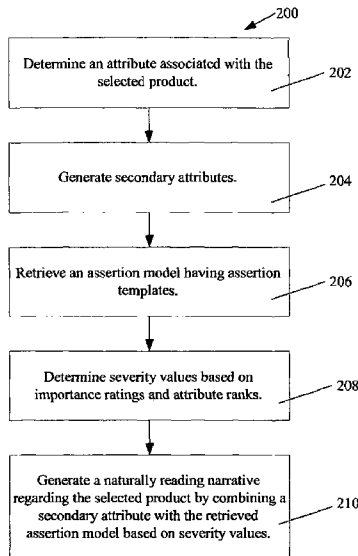 200
Determine an attribute associated with the
selected product.
202
Generate secondary attributes.
204
Retrieve an assertion model having assertion
templates.
206
Determine severity values based on
importance ratings and attribute ranks.
208
Generate a naturally reading narrative
regarding the selected product by combining a
secondary attribute with the retrieved
assertion model based on severity values.
210